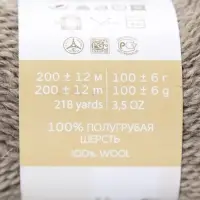 200 ± 12 м 100 ± 6 г
200 ± 12 m 100 ± 6 g
218 yards 3,5 OZ
100% ПОЛУГРУБАЯ
ШЕРСТЬ
100% WOOL